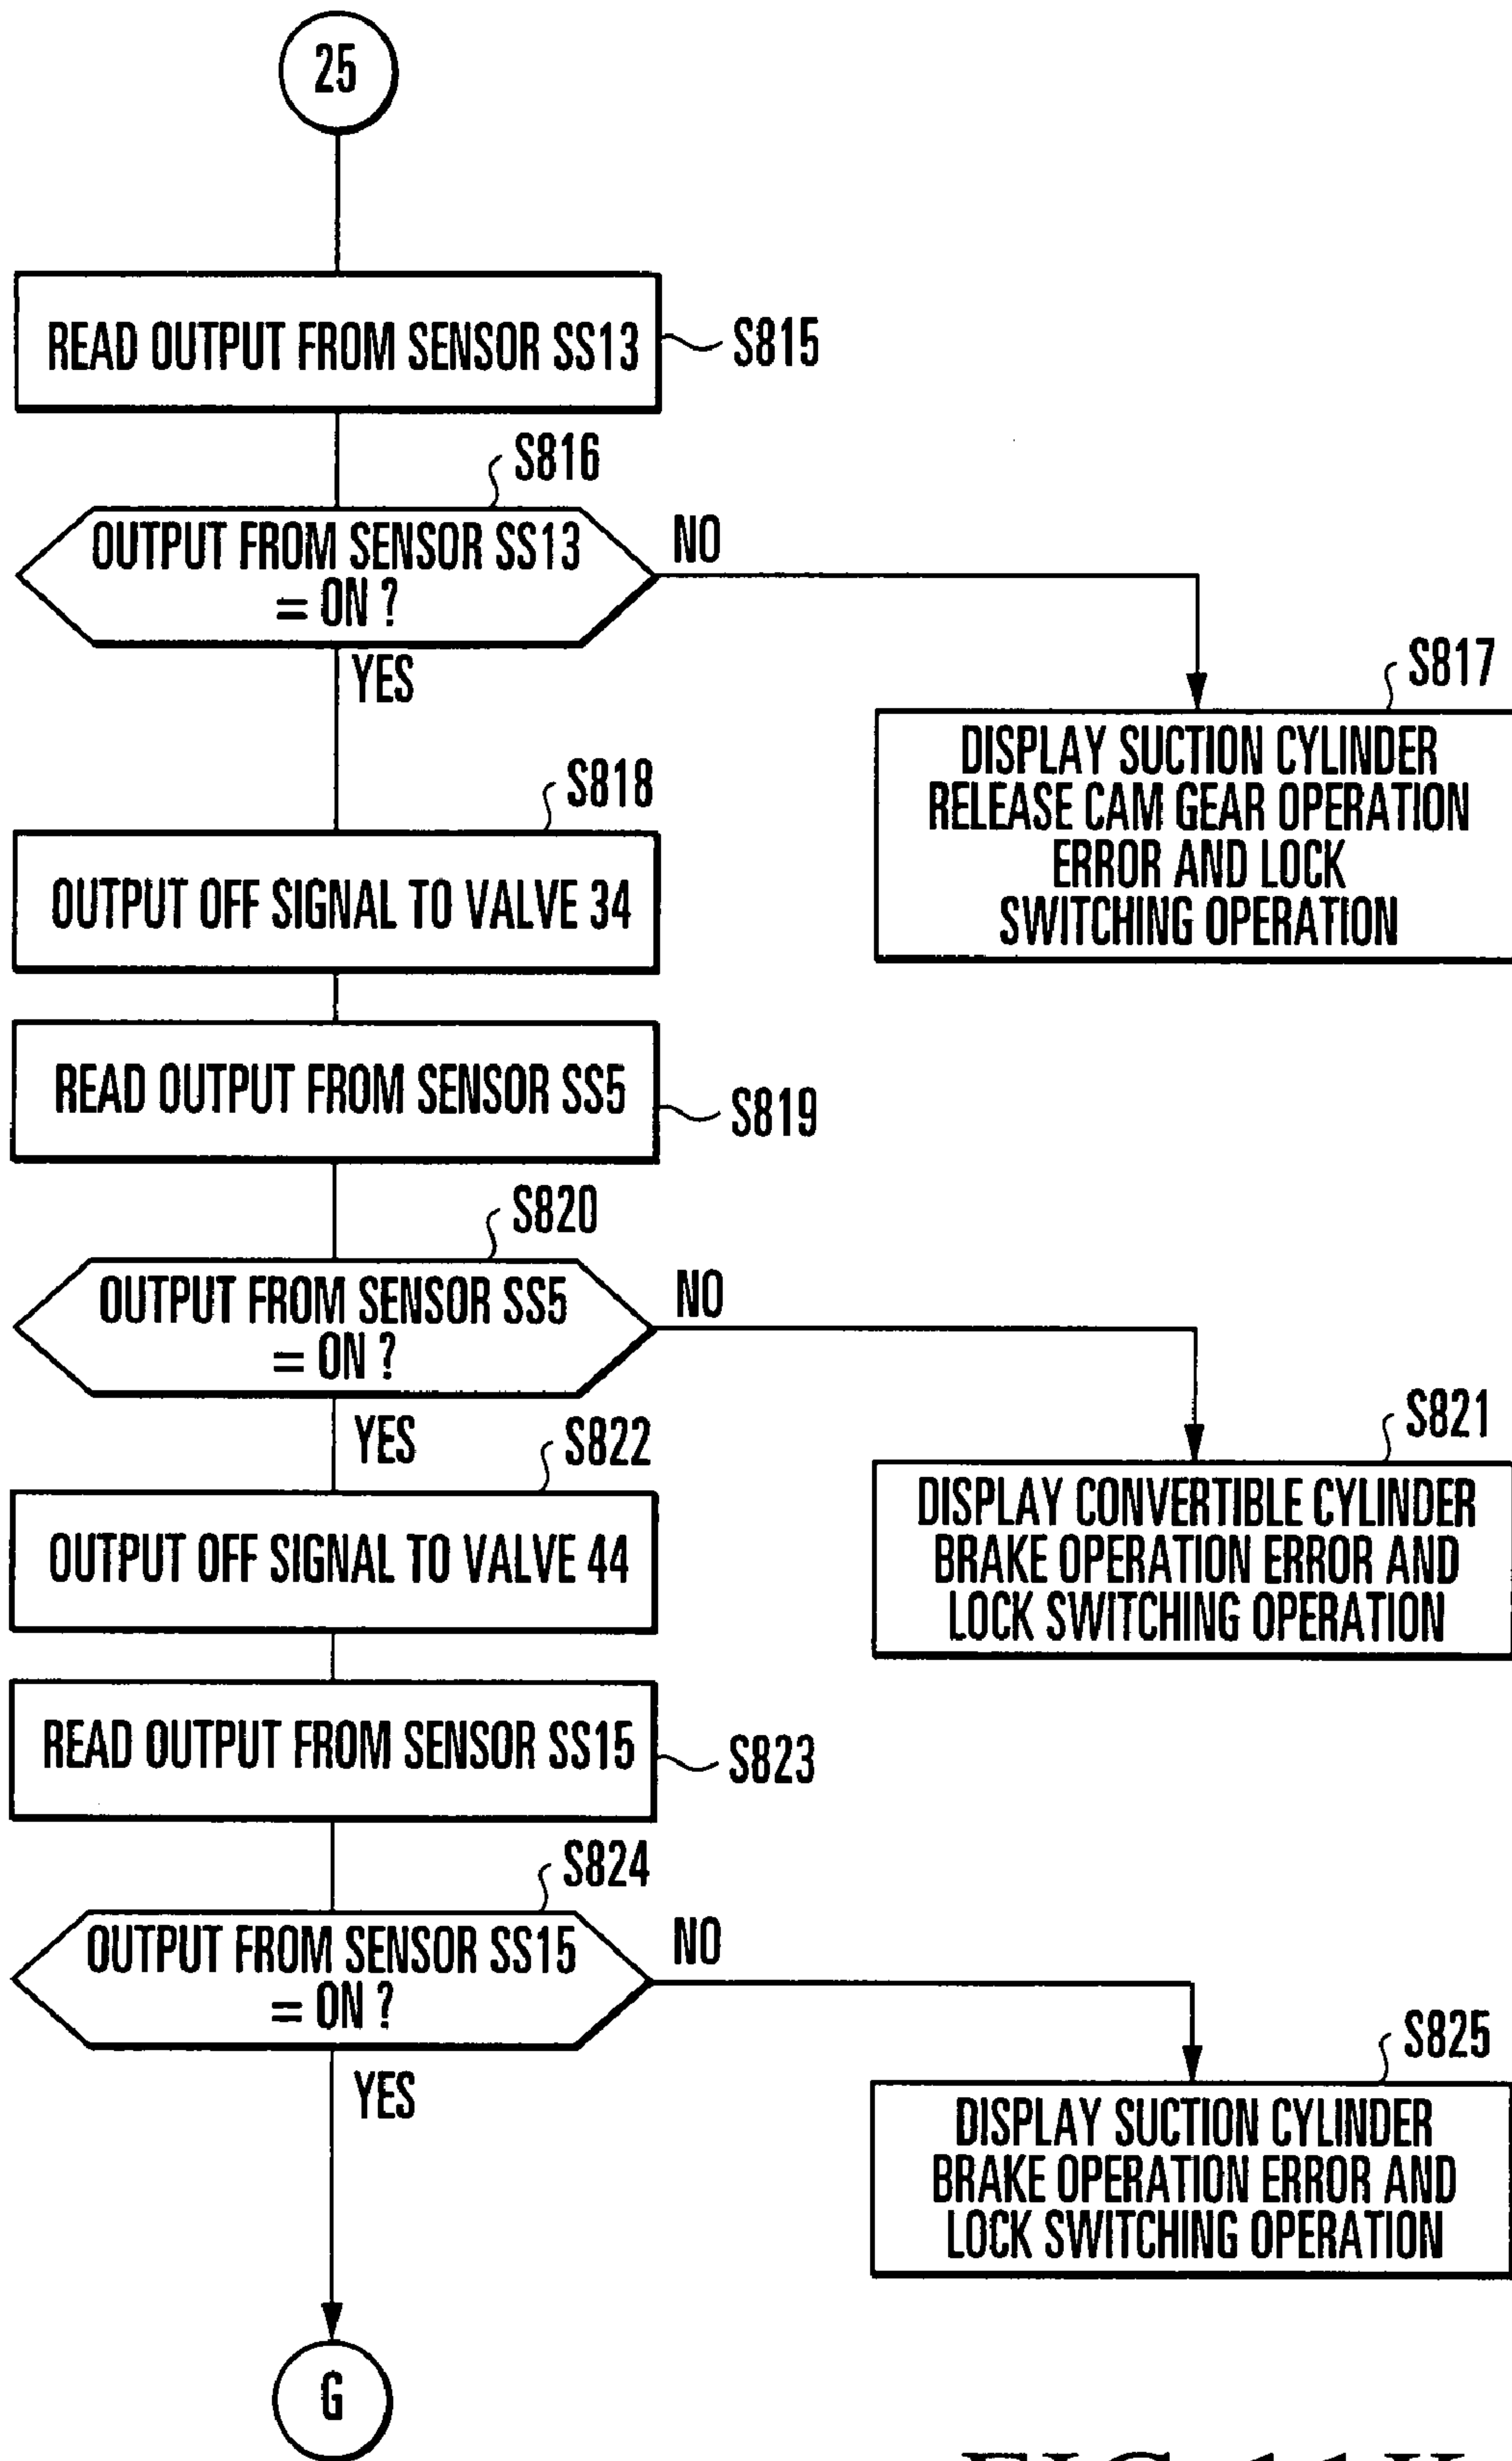 25
READ OUTPUT FROM SENSOR SS13
S815
S816
OUTPUT FROM SENSOR SS13
= ON ?
NO
YES
S817
DISPLAY SUCTION CYLINDER
RELEASE CAM GEAR OPERATION
ERROR AND LOCK
SWITCHING OPERATION
S818
OUTPUT OFF SIGNAL TO VALVE 34
READ OUTPUT FROM SENSOR SS5
S819
S820
OUTPUT FROM SENSOR SS5
= ON ?
NO
YES
S821
DISPLAY CONVERTIBLE CYLINDER
BRAKE OPERATION ERROR AND
LOCK SWITCHING OPERATION
S822
OUTPUT OFF SIGNAL TO VALVE 44
READ OUTPUT FROM SENSOR SS15
S823
S824
OUTPUT FROM SENSOR SS15
= ON ?
NO
YES
S825
DISPLAY SUCTION CYLINDER
BRAKE OPERATION ERROR AND
LOCK SWITCHING OPERATION
G